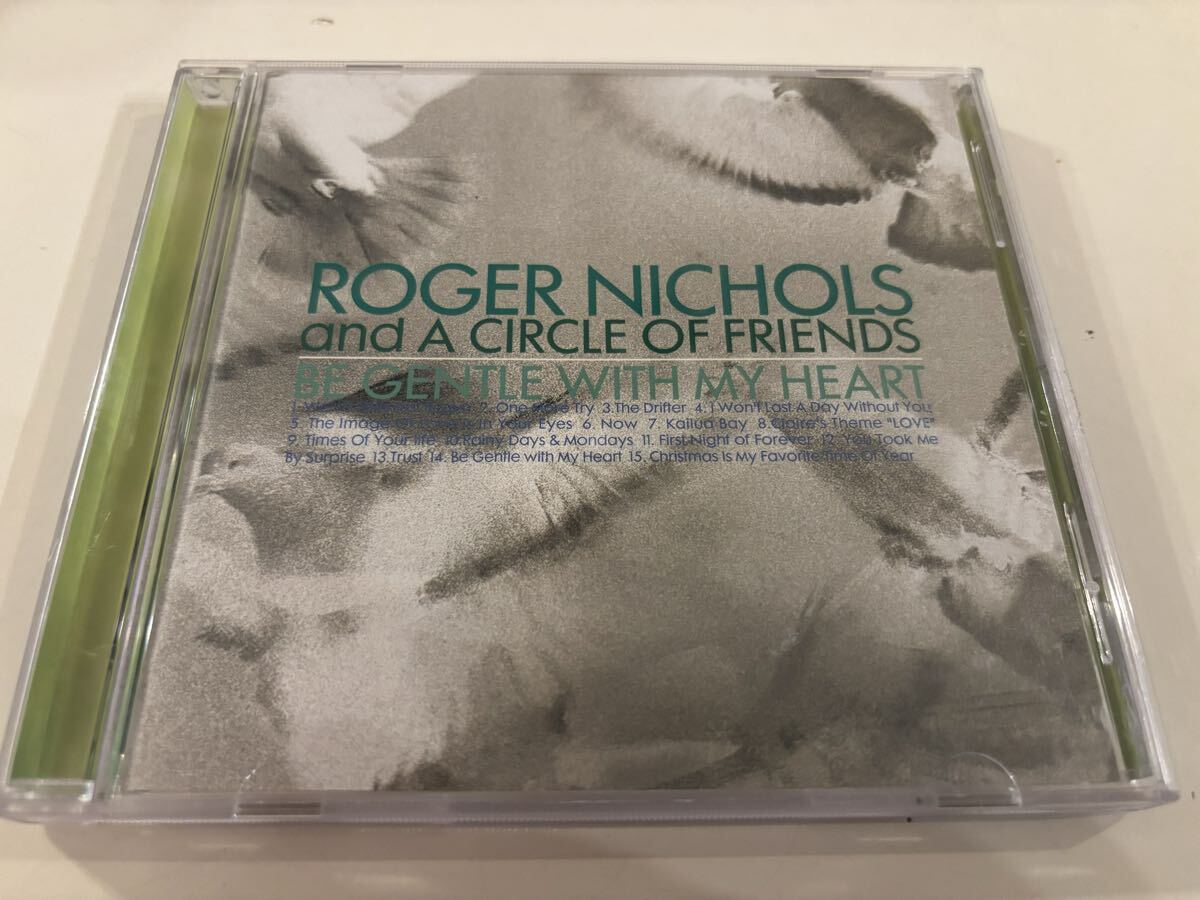 ROGER NICHOLS
and A CIRCLE OF FRIENDS
BE GENTLE WITH MY HEART
2. One More Try 3.The Drifter 4. I Won't Last A Day Without You
5. The Image Of In Your Eyes 6. Now 7. Kailua Bay 8.Claire's Theme "LOVE"
9. Times Of Your life 10.Rainy Days & Mondays 11. First Night of Forever 12. You Took Me
By Surprise 13.Trust 14. Be Gentle with My Heart 15. Christmas Is My Favorite Time Of Year